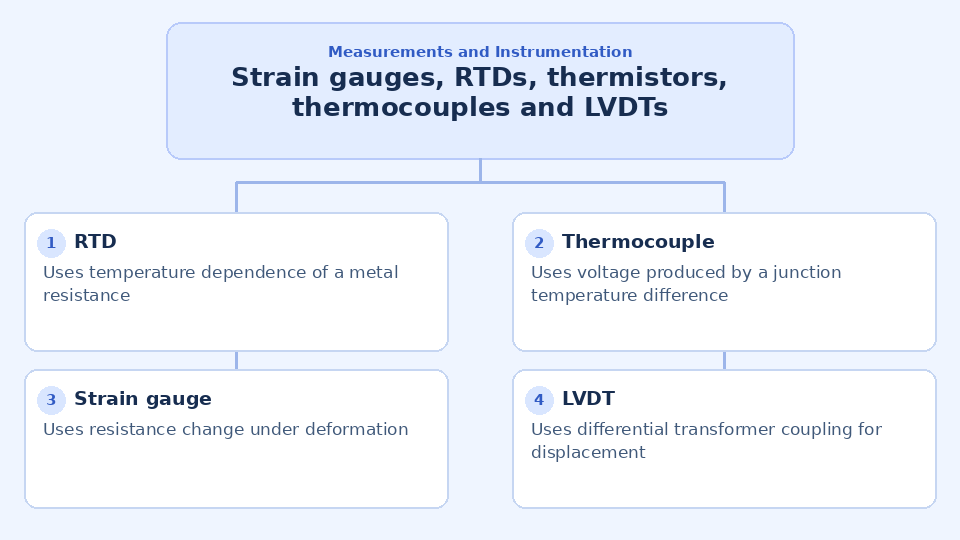 Measurements and Instrumentation
Strain gauges, RTDs, thermistors,
thermocouples and LVDTs
1 RTD
Uses temperature dependence of a metal
resistance
2 Thermocouple
Uses voltage produced by a junction
temperature difference
3 Strain gauge
Uses resistance change under deformation
4 LVDT
Uses differential transformer coupling for
displacement